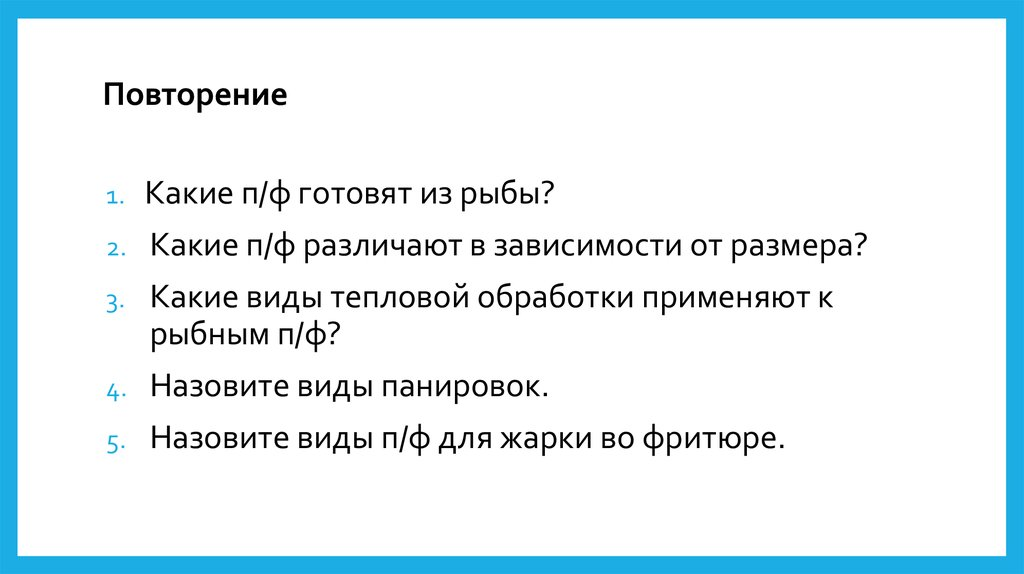 Повторение
1. Какие п/ф готовят из рыбы?
2. Какие п/ф различают в зависимости от размера?
3. Какие виды тепловой обработки применяют к
рыбным п/ф?
4. Назовите виды панировок.
5. Назовите виды п/ф для жарки во фритюре.